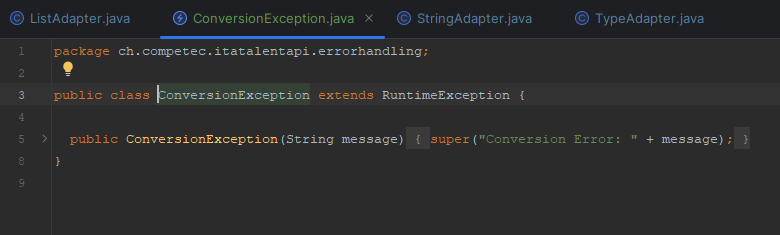 ListAdapter.java ConversionException.java StringAdapter.java TypeAdapter.java
1 package ch.competec.itatalentapi.errorhandling;
2
3 public class ConversionException extends RuntimeException {
4
5 public ConversionException(String message) { super("Conversion Error: " + message); }
8 }
9